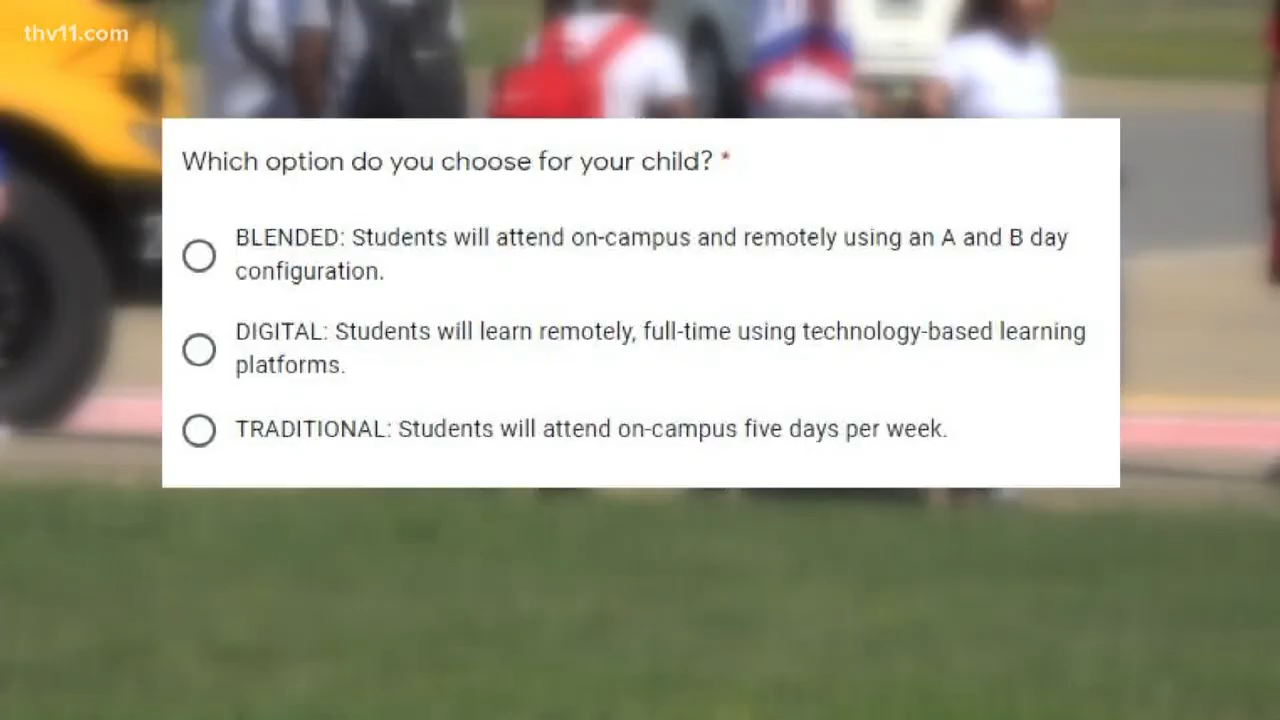 thv11.com
Which option do you choose for your child? *
BLENDED: Students will attend on-campus and remotely using an A and B day
configuration.
DIGITAL: Students will learn remotely, full-time using technology-based learning
platforms.
TRADITIONAL: Students will attend on-campus five days per week.